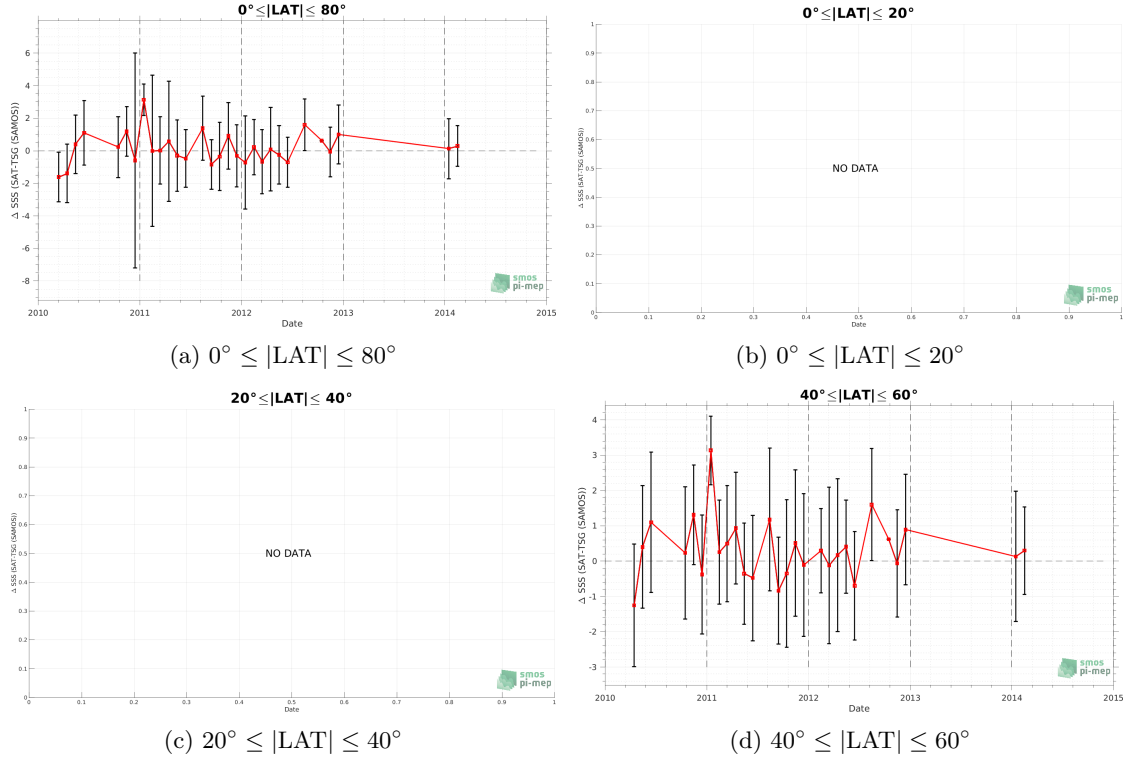 0°≤|LAT|≤ 80°
Δ SSS (SAT-TSG (SAMOS))
6
4
2
0
-2
-4
-6
-8
2010
2011
2012
2013
2014
2015
Date
smos
pi-mep
(a) 0° ≤ |LAT| ≤ 80°
0°≤|LAT|≤ 20°
Δ SSS (SAT-TSG (SAMOS))
1
0.9
0.8
0.7
0.6
0.5
0.4
0.3
0.2
0.1
0
NO DATA
0 0.1 0.2 0.3 0.4 0.5 0.6 0.7 0.8 0.9 1
Date
smos
pi-mep
(b) 0° ≤ |LAT| ≤ 20°
20°≤|LAT|≤ 40°
Δ SSS (SAT-TSG (SAMOS))
1
0.9
0.8
0.7
0.6
0.5
0.4
0.3
0.2
0.1
0
NO DATA
0 0.1 0.2 0.3 0.4 0.5 0.6 0.7 0.8 0.9 1
Date
smos
pi-mep
(c) 20° ≤ |LAT| ≤ 40°
40°≤|LAT|≤ 60°
Δ SSS (SAT-TSG (SAMOS))
4
3
2
1
0
-1
-2
-3
2010 2011 2012 2013 2014 2015
Date
smos
pi-mep
(d) 40° ≤ |LAT| ≤ 60°